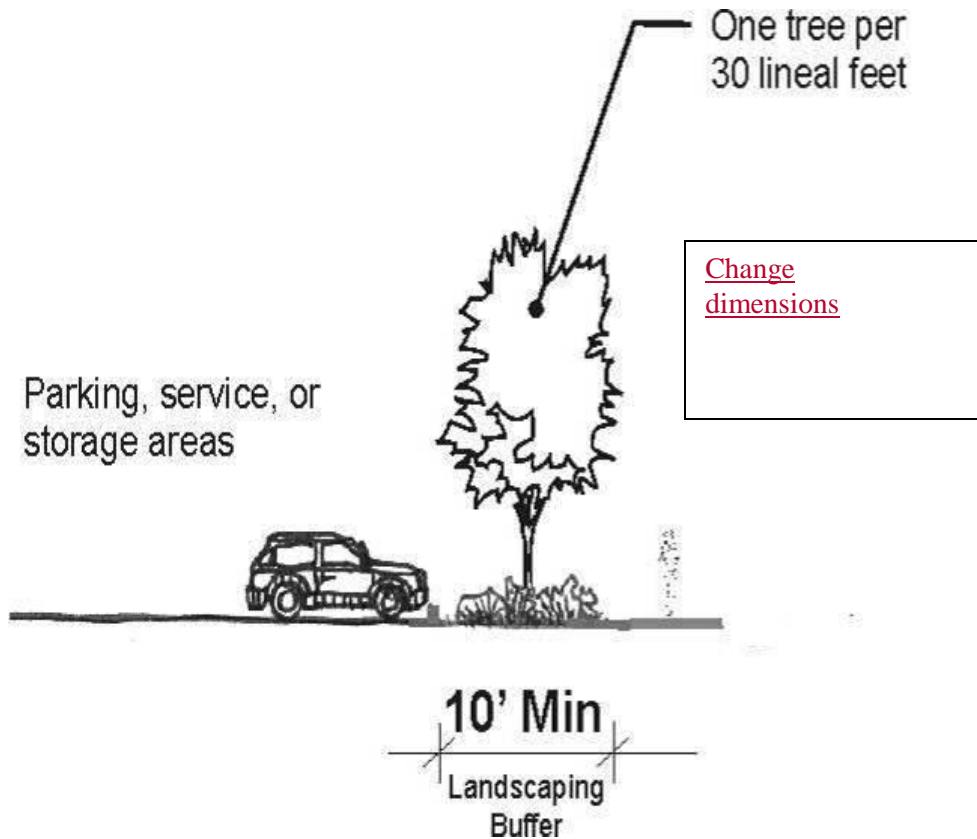 One tree per
30 lineal feet
Change
dimensions
Parking, service, or
storage areas
10’ Min
Landscaping
Buffer